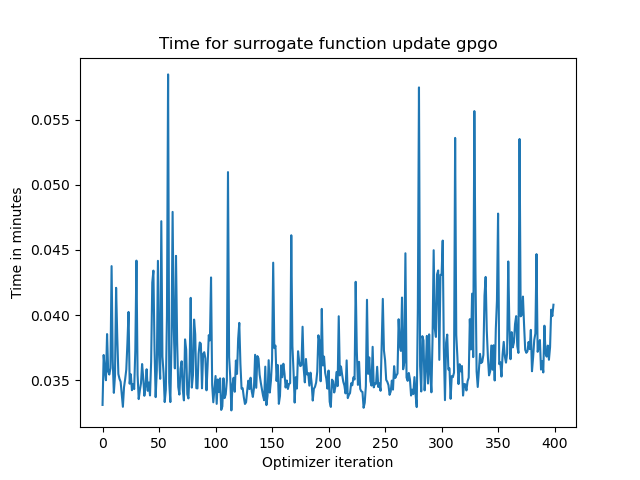 Time for surrogate function update gpgo
0.055
0.050
0.045
0.040
0.035
Time in minutes
0 50 100 150 200 250 300 350 400
Optimizer iteration